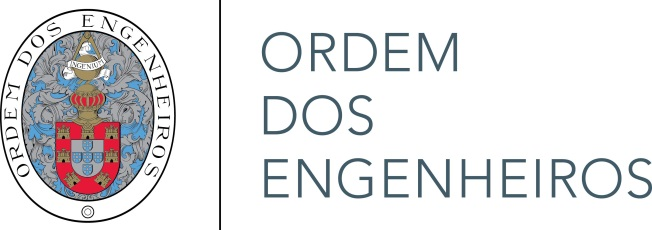 ORDEM DOS ENGENHEIROS
INGENIUM
ORDEM
DOS
ENGENHEIROS